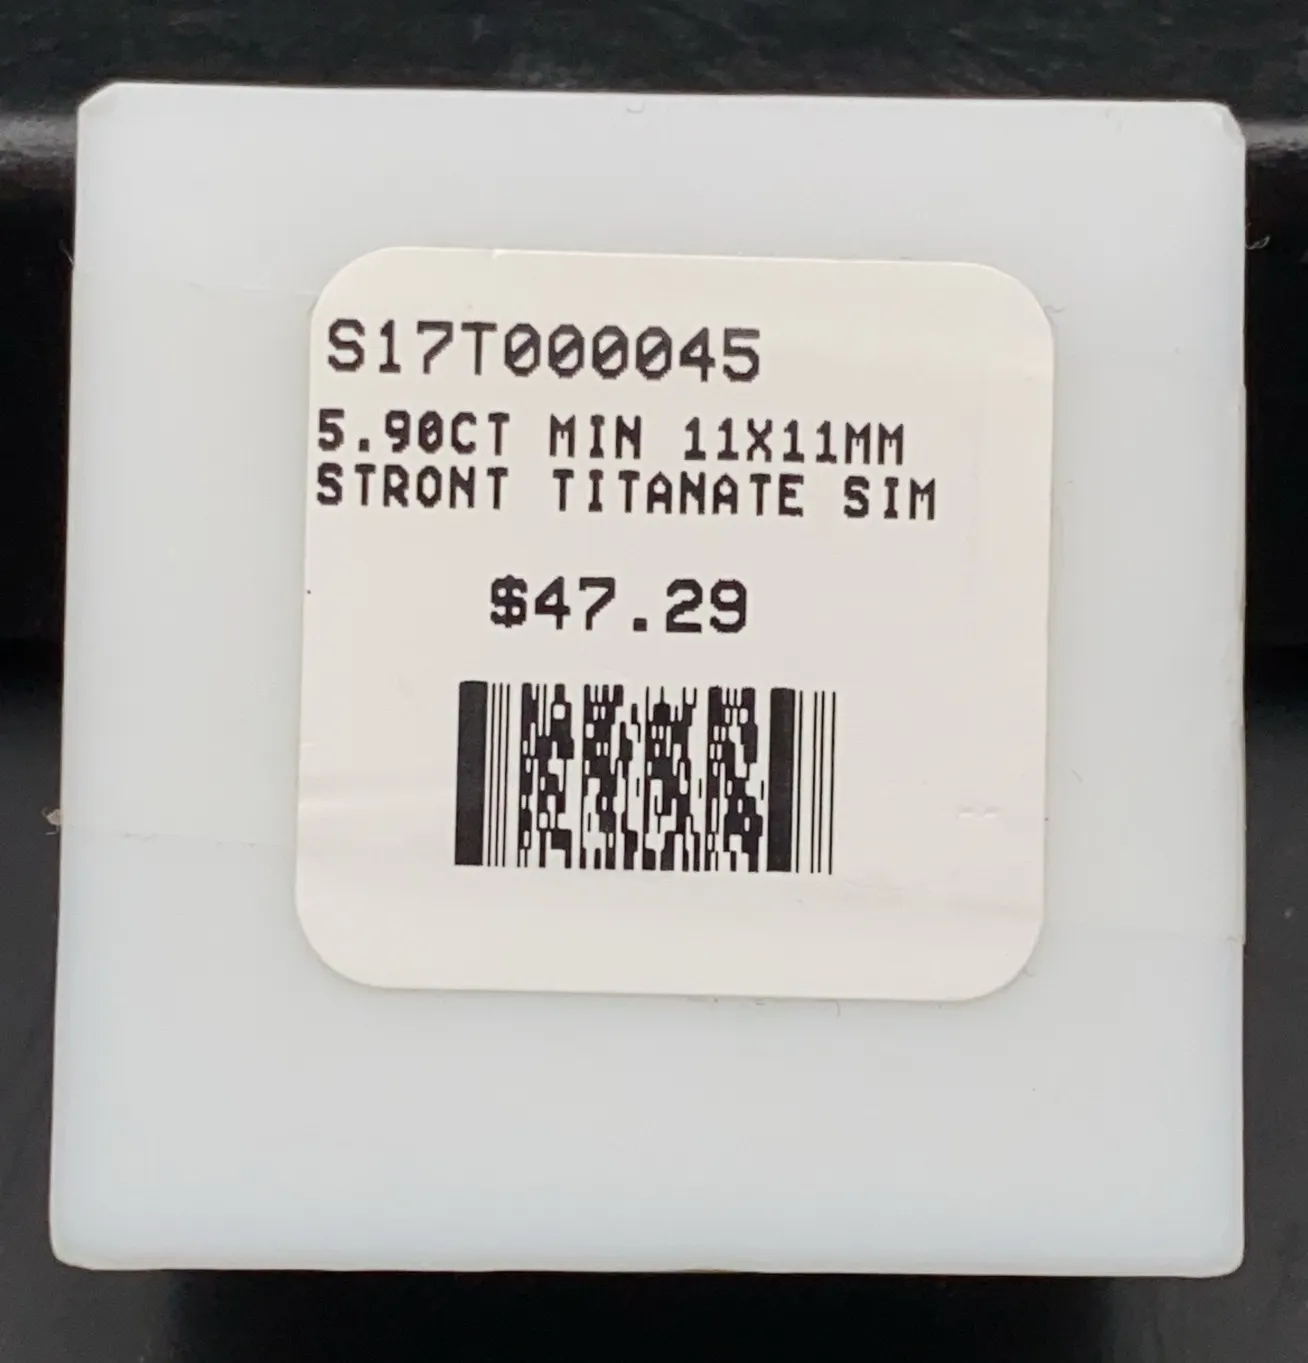 S17T000045
5.90CT MIN 11X11MM
STRONT TITANATE SIM
$47.29